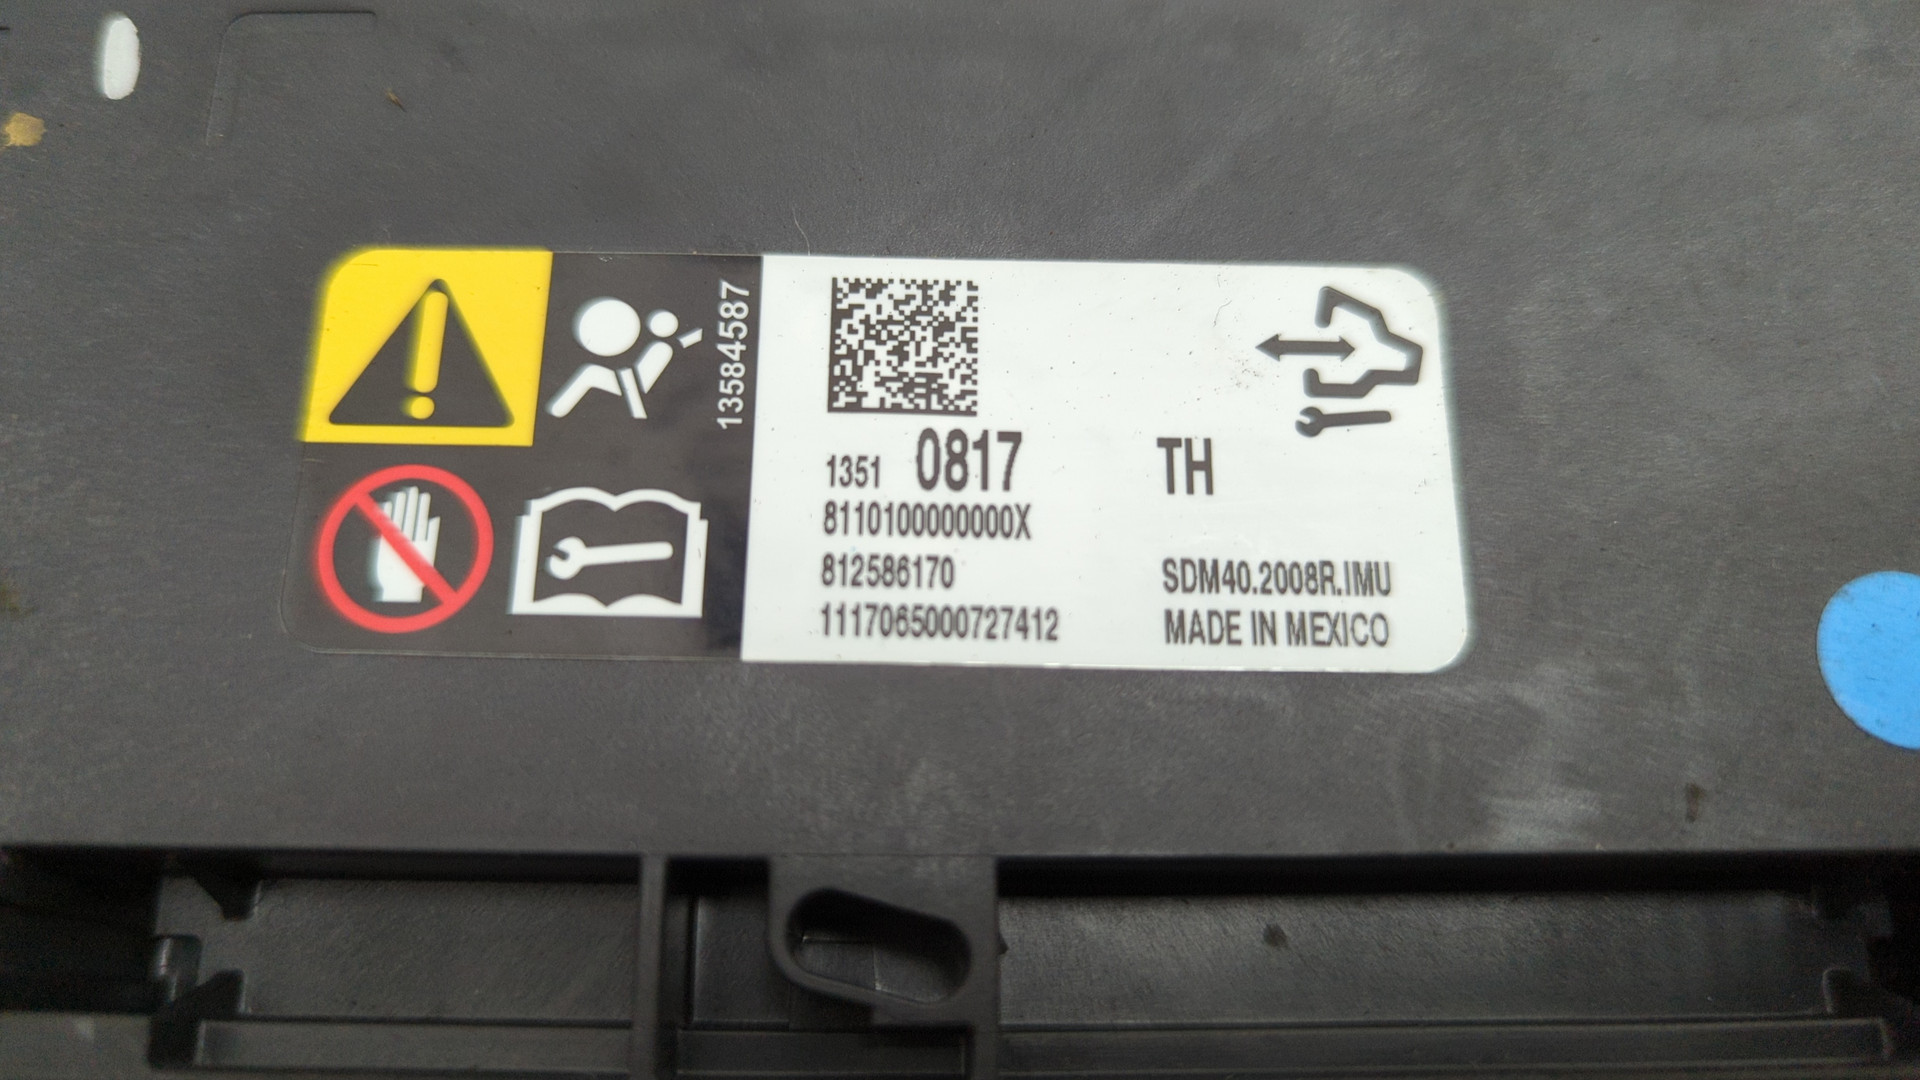 13584587
1351 0817 TH
8110100000000X
812586170 SDM40.2008R.IMU
1117065000727412 MADE IN MEXICO